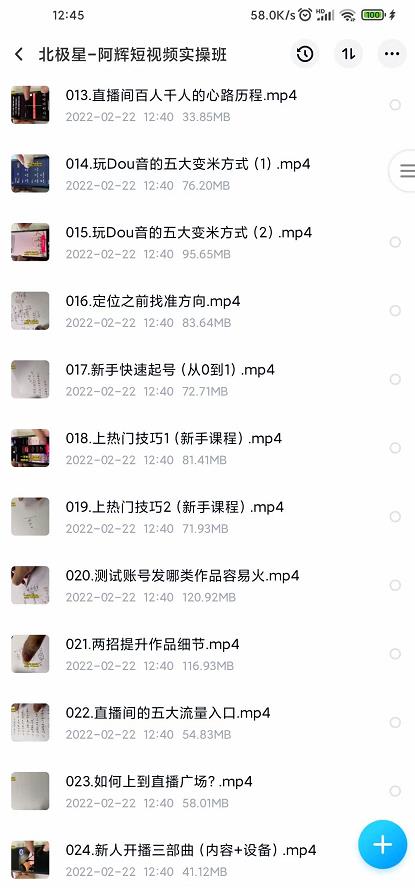 12:45
58.0K/s HD 100
北极星-阿辉短视频实操班
013.直播间百人千人的心路历程.mp4
2022-02-22 12:40 33.85MB
014.玩Dou音的五大变米方式（1）.mp4
2022-02-22 12:40 76.20MB
015.玩Dou音的五大变米方式（2）.mp4
2022-02-22 12:40 95.65MB
016.定位之前找准方向.mp4
2022-02-22 12:40 83.64MB
017.新手快速起号（从0到1）.mp4
2022-02-22 12:40 72.71MB
018.上热门技巧1（新手课程）.mp4
2022-02-22 12:40 81.41MB
019.上热门技巧2（新手课程）.mp4
2022-02-22 12:40 71.93MB
020.测试账号发哪类作品容易火.mp4
2022-02-22 12:40 120.92MB
021.两招提升作品细节.mp4
2022-02-22 12:40 116.93MB
022.直播间的五大流量入口.mp4
2022-02-22 12:40 54.83MB
023.如何上到直播广场？.mp4
2022-02-22 12:40 58.01MB
024.新人开播三部曲（内容+设备）.mp4
2022-02-22 12:40 41.12MB